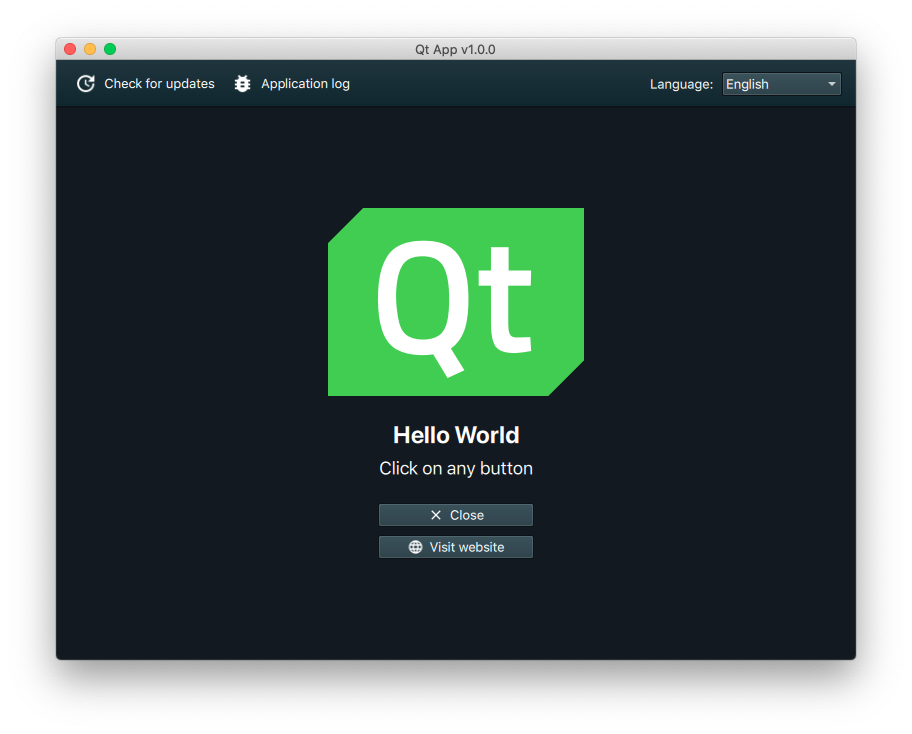 Qt App v1.0.0
Check for updates Application log Language: English
Qt
Hello World
Click on any button
Close
Visit website